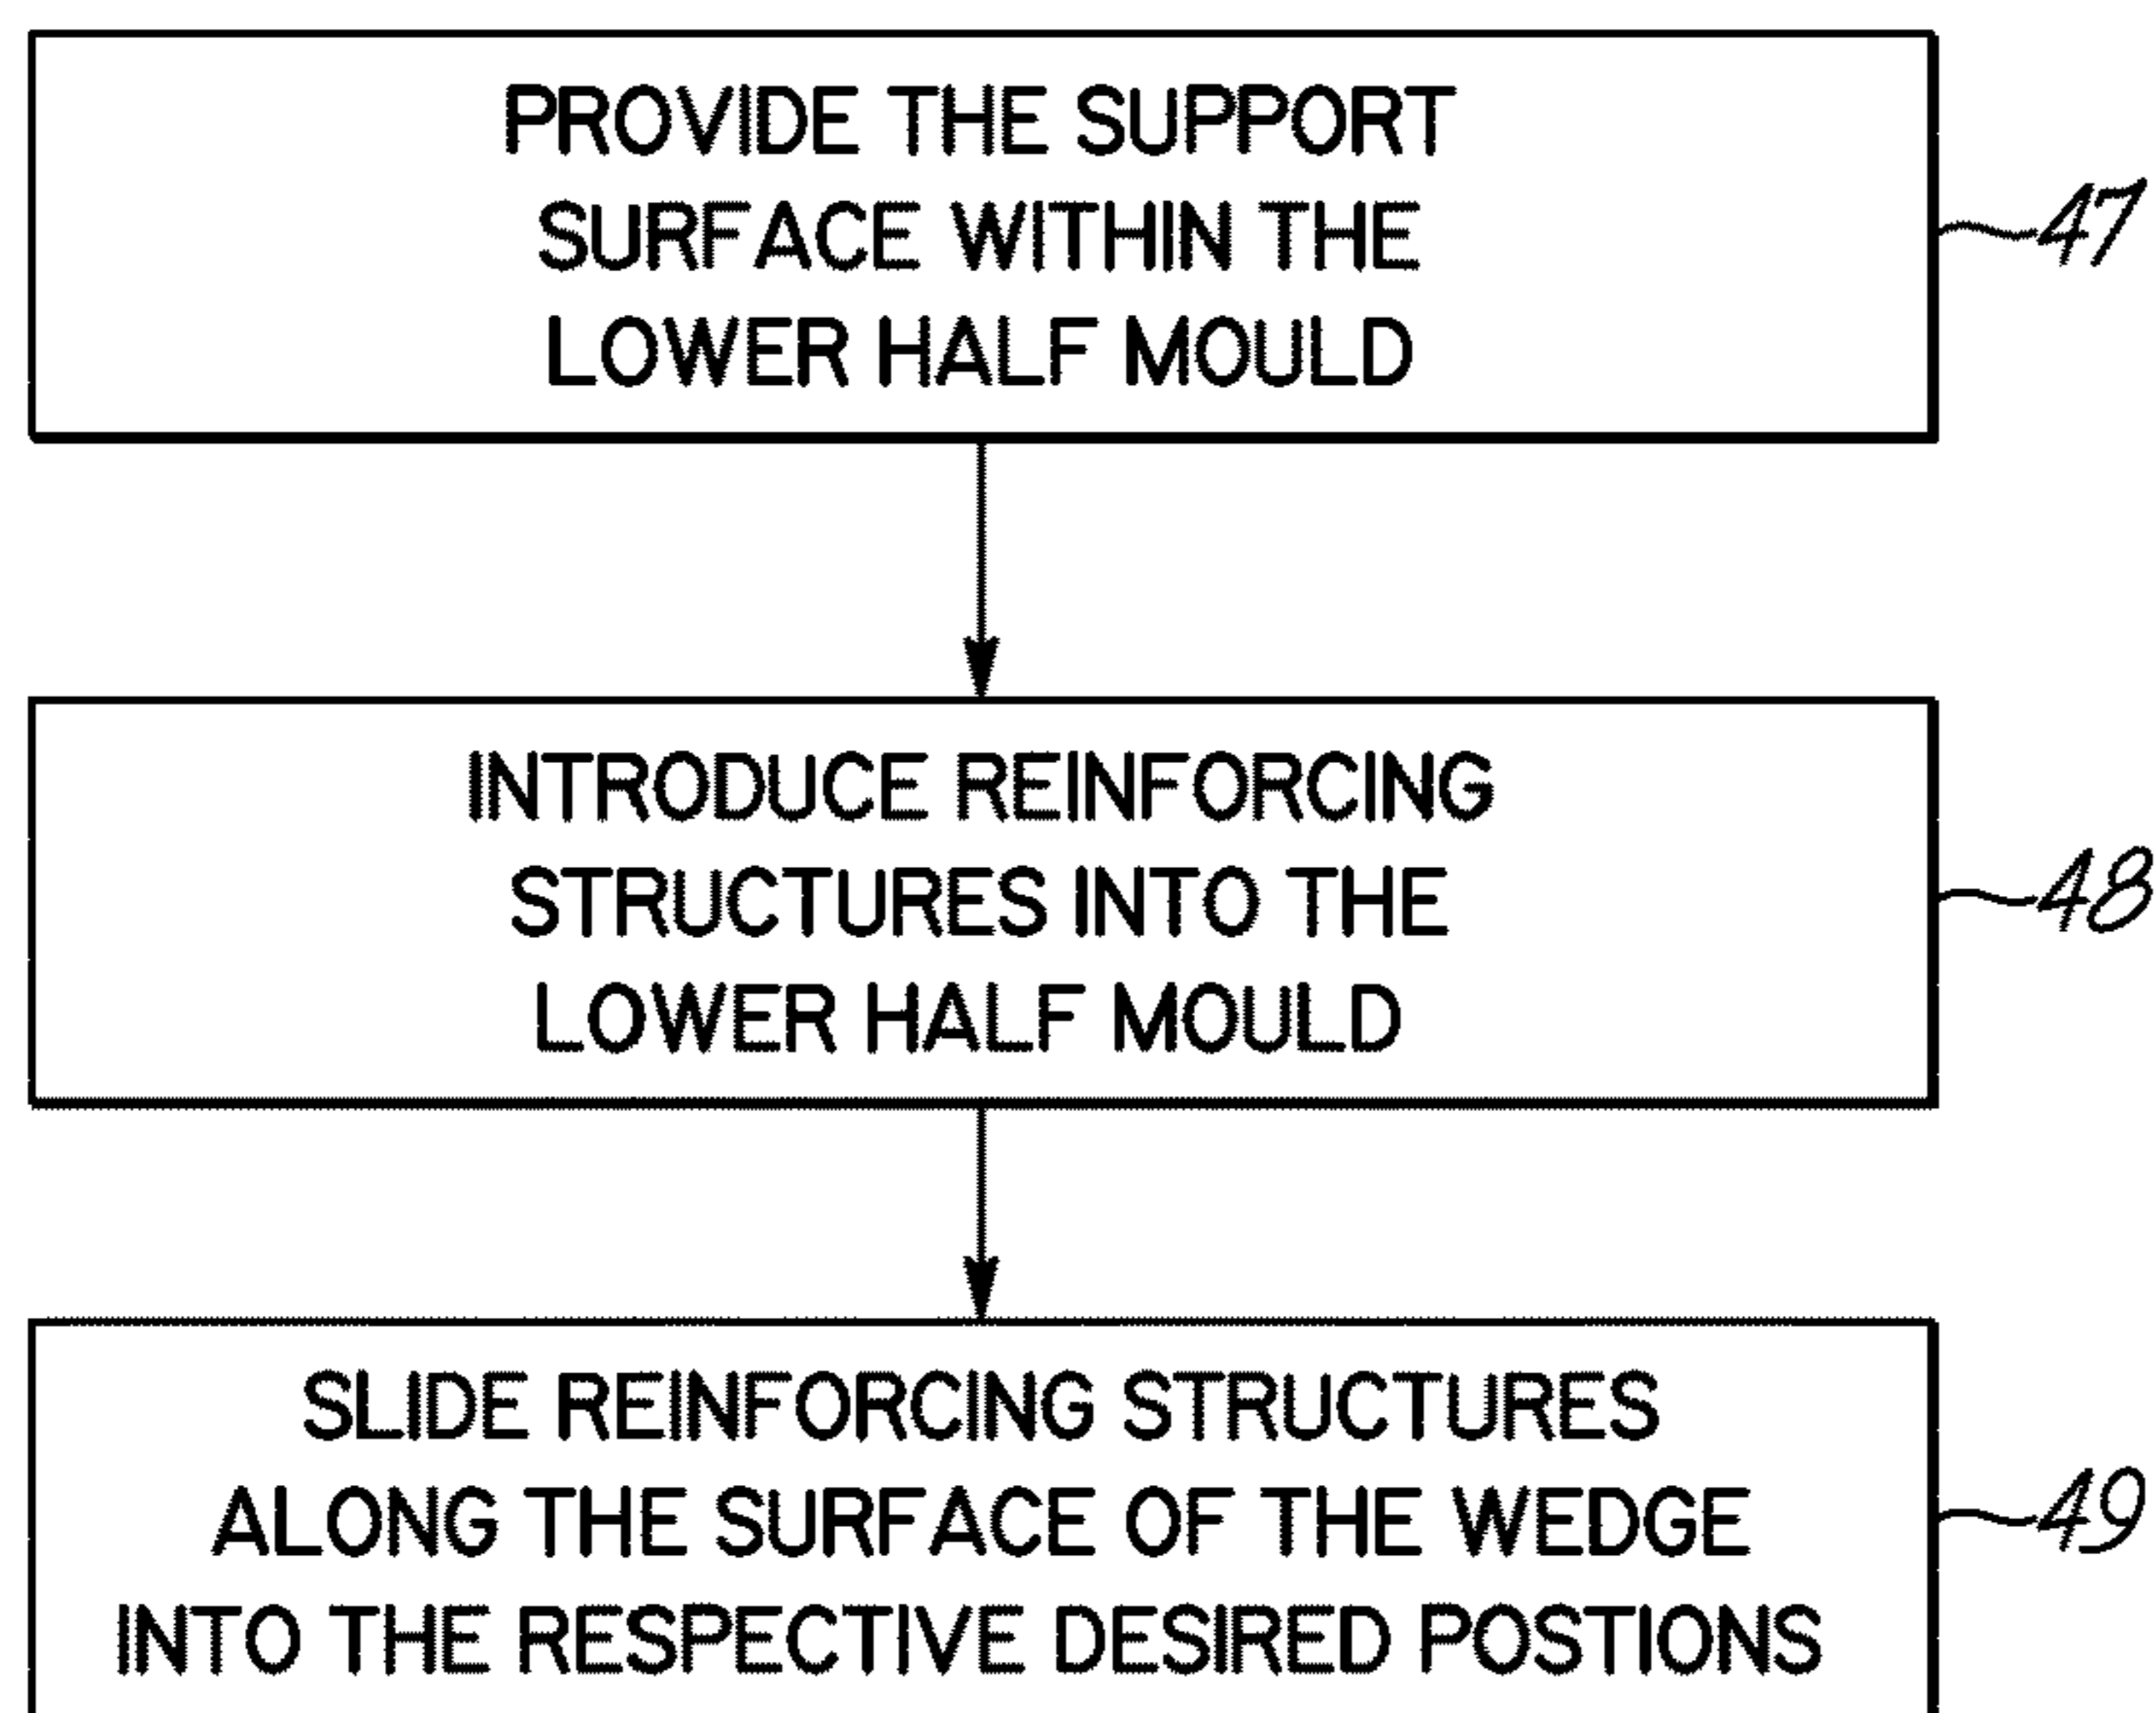 PROVIDE THE SUPPORT
SURFACE WITHIN THE
LOWER HALF MOULD
47
INTRODUCE REINFORCING
STRUCTURES INTO THE
LOWER HALF MOULD
48
SLIDE REINFORCING STRUCTURES
ALONG THE SURFACE OF THE WEDGE
INTO THE RESPECTIVE DESIRED POSTIONS
49